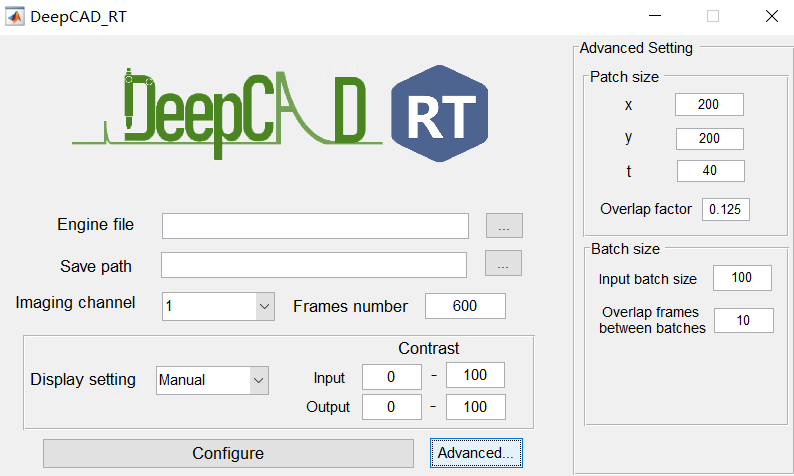 DeepCAD_RT
DeepCAD RT
Engine file
...
Save path
...
Imaging channel
1
Frames number
600
Display setting
Manual
Contrast
Input
0
-
100
Output
0
-
100
Configure
Advanced...
Advanced Setting
Patch size
x
200
y
200
t
40
Overlap factor
0.125
Batch size
Input batch size
100
Overlap frames
between batches
10